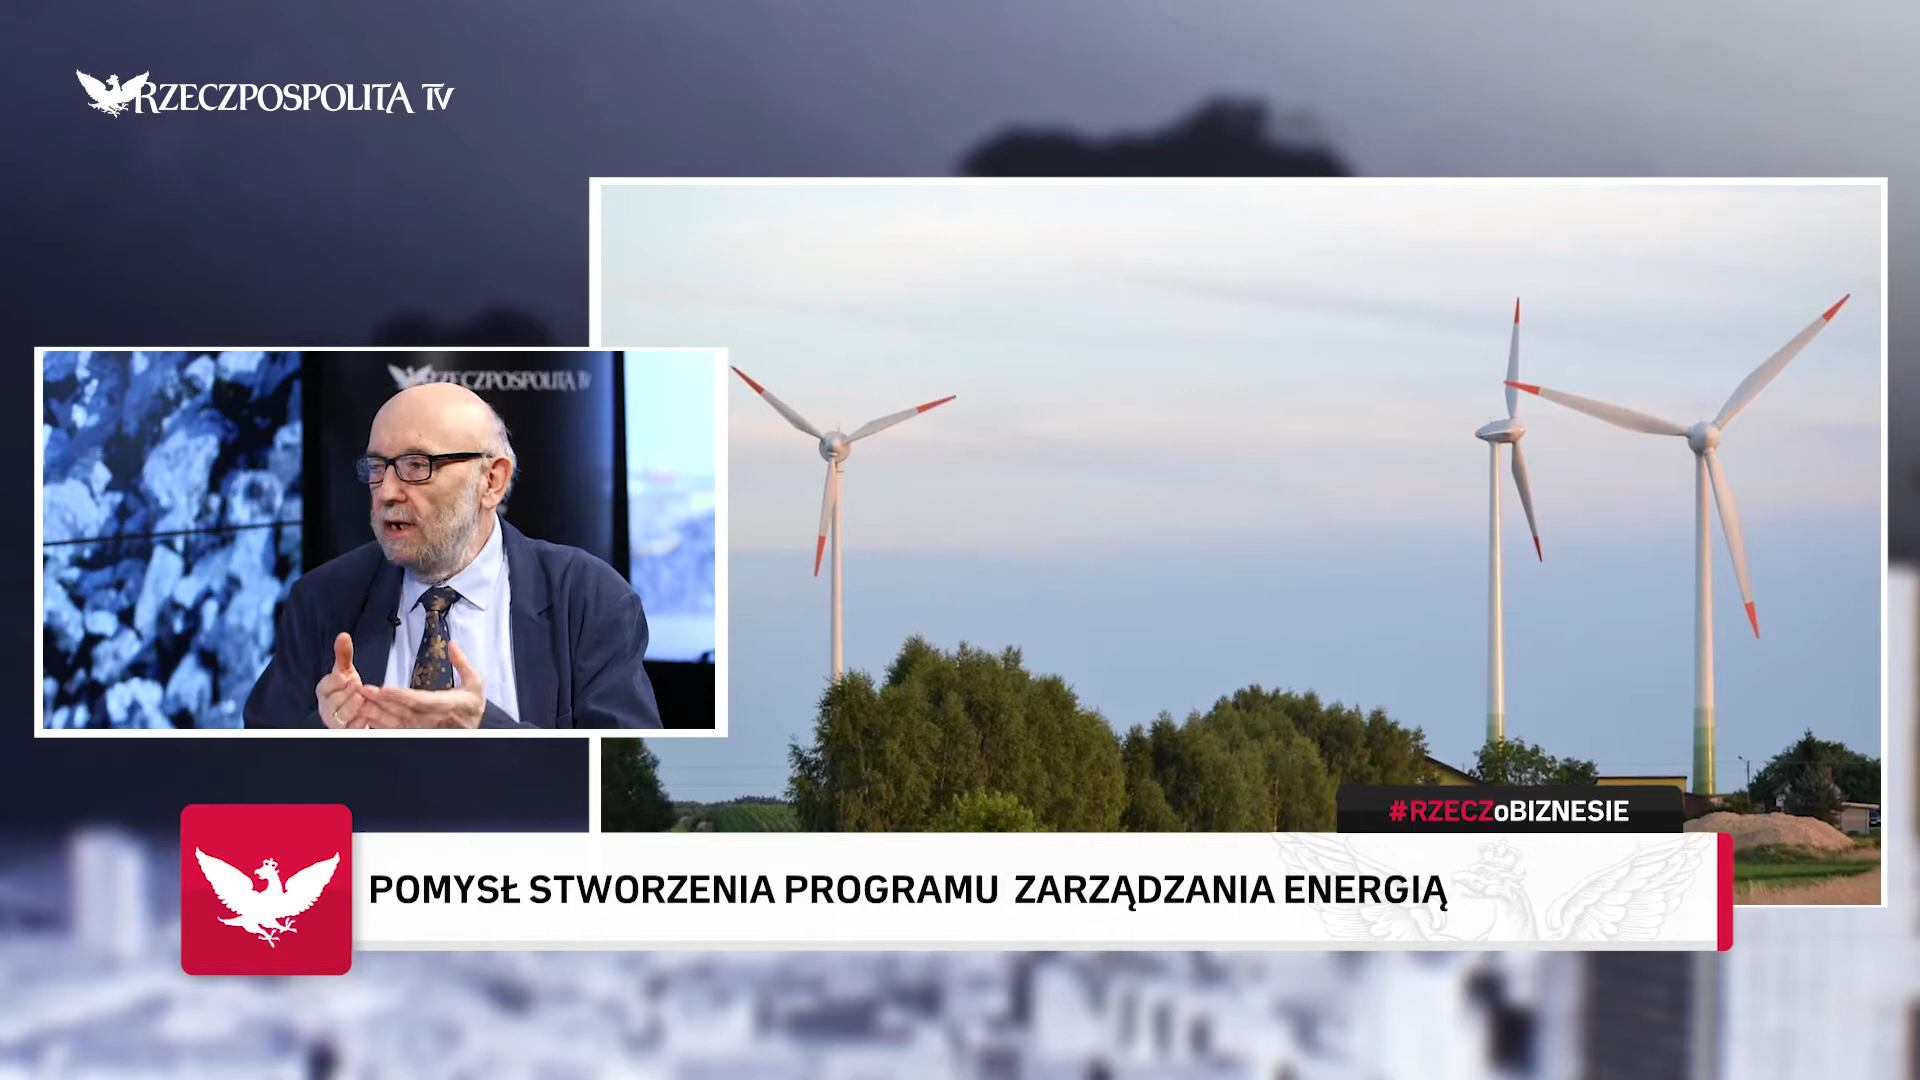 RZECZPOSPOLITA TV
RZECZPOSPOLITA TV
#RZECZoBIZNESIE
POMYSŁ STWORZENIA PROGRAMU ZARZĄDZANIA ENERGIĄ